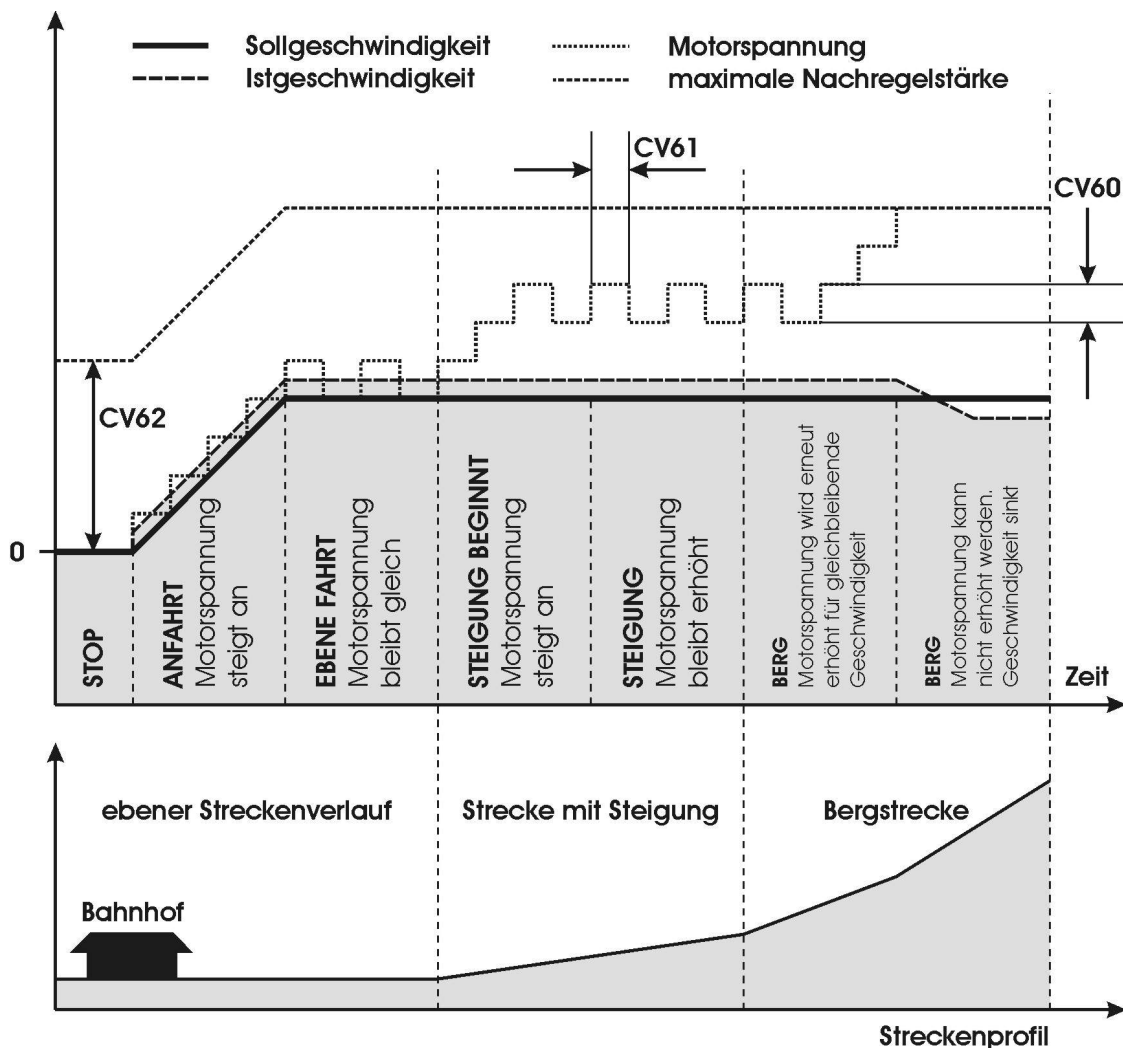 Sollgeschwindigkeit
Istgeschwindigkeit
Motorspannung
maximale Nachregelstärke
CV61
CV60
CV62
0
STOP
ANFAHRT
Motorspannung
steigt an
EBENE FAHRT
Motorspannung
bleibt gleich
STEIGUNG BEGINNT
Motorspannung
steigt an
STEIGUNG
Motorspannung
bleibt erhöht
BERG
Motorspannung wird erneut
erhöht für gleichbleibende
Geschwindigkeit
BERG
Motorspannung kann
nicht erhöht werden.
Geschwindigkeit sinkt
Zeit
ebener Streckenverlauf
Strecke mit Steigung
Bergstrecke
Bahnhof
Streckenprofil